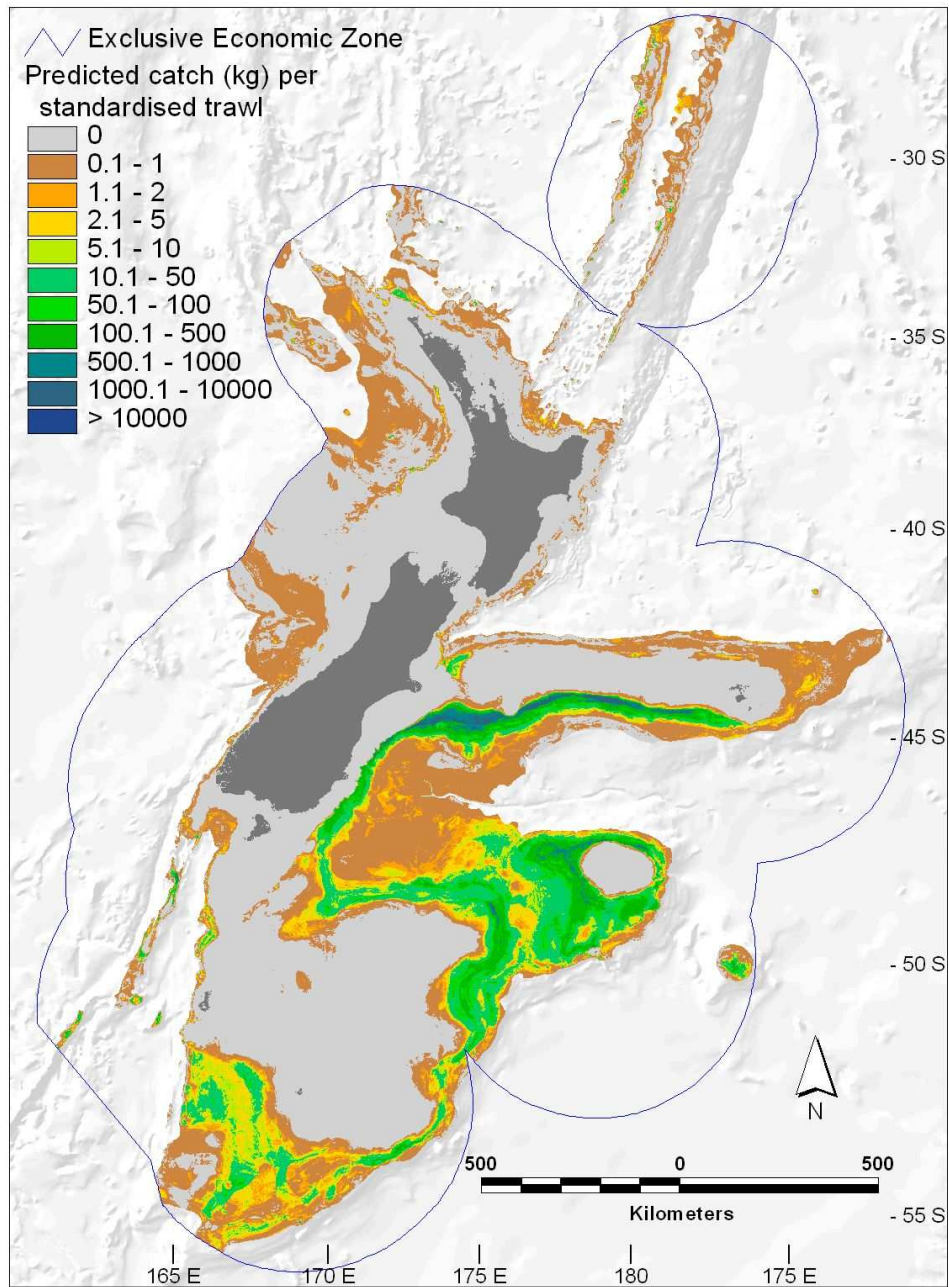 Exclusive Economic Zone
Predicted catch (kg) per
standardised trawl
0
0.1 - 1
1.1 - 2
2.1 - 5
5.1 - 10
10.1 - 50
50.1 - 100
100.1 - 500
500.1 - 1000
1000.1 - 10000
> 10000
- 30 S
- 35 S
- 40 S
- 45 S
- 50 S
N
500 0 500
Kilometers
- 55 S
165 E 170 E 175 E 180 175 E